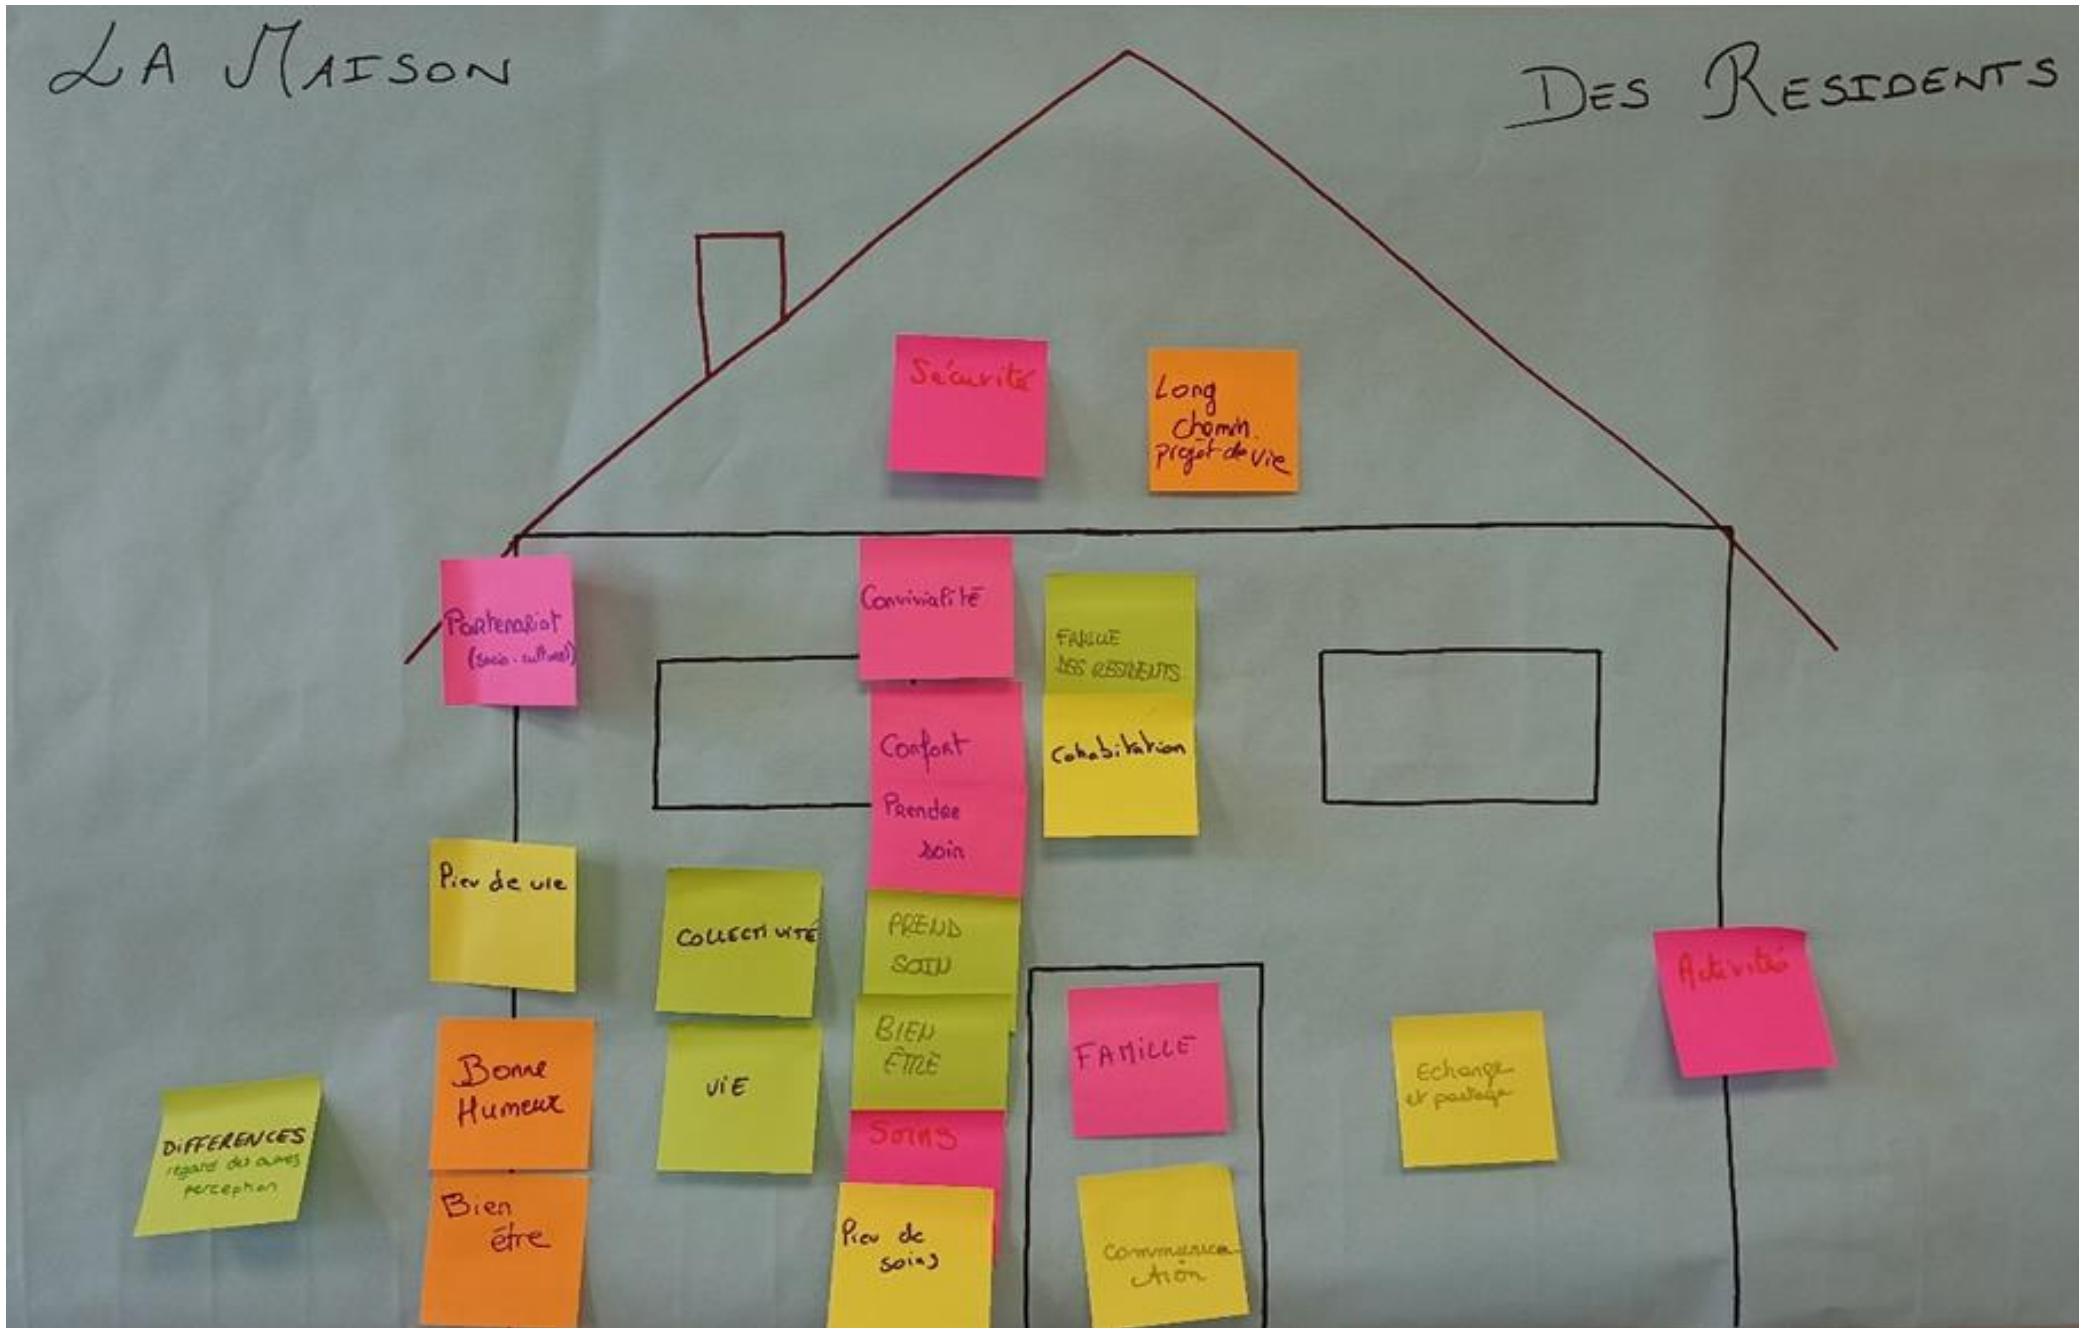 LA MAISON
DES RESIDENTS
Sécurité
Long
chemin
projet de vie
Partenariat
(socio-culturel)
Convivialité
FAMILLE
DES RESIDENTS
Confort
Cohabitation
Prendre
soin
Lieu de vie
COLLECTIVITÉ
PREND
SOIN
Activités
BIEN
ÊTRE
FAMILLE
Echange
et partage
Bonne
Humeur
VIE
DIFFERENCES
regard des autres
perception
Soins
Bien
être
Lieu de
soins
Communica-
tion